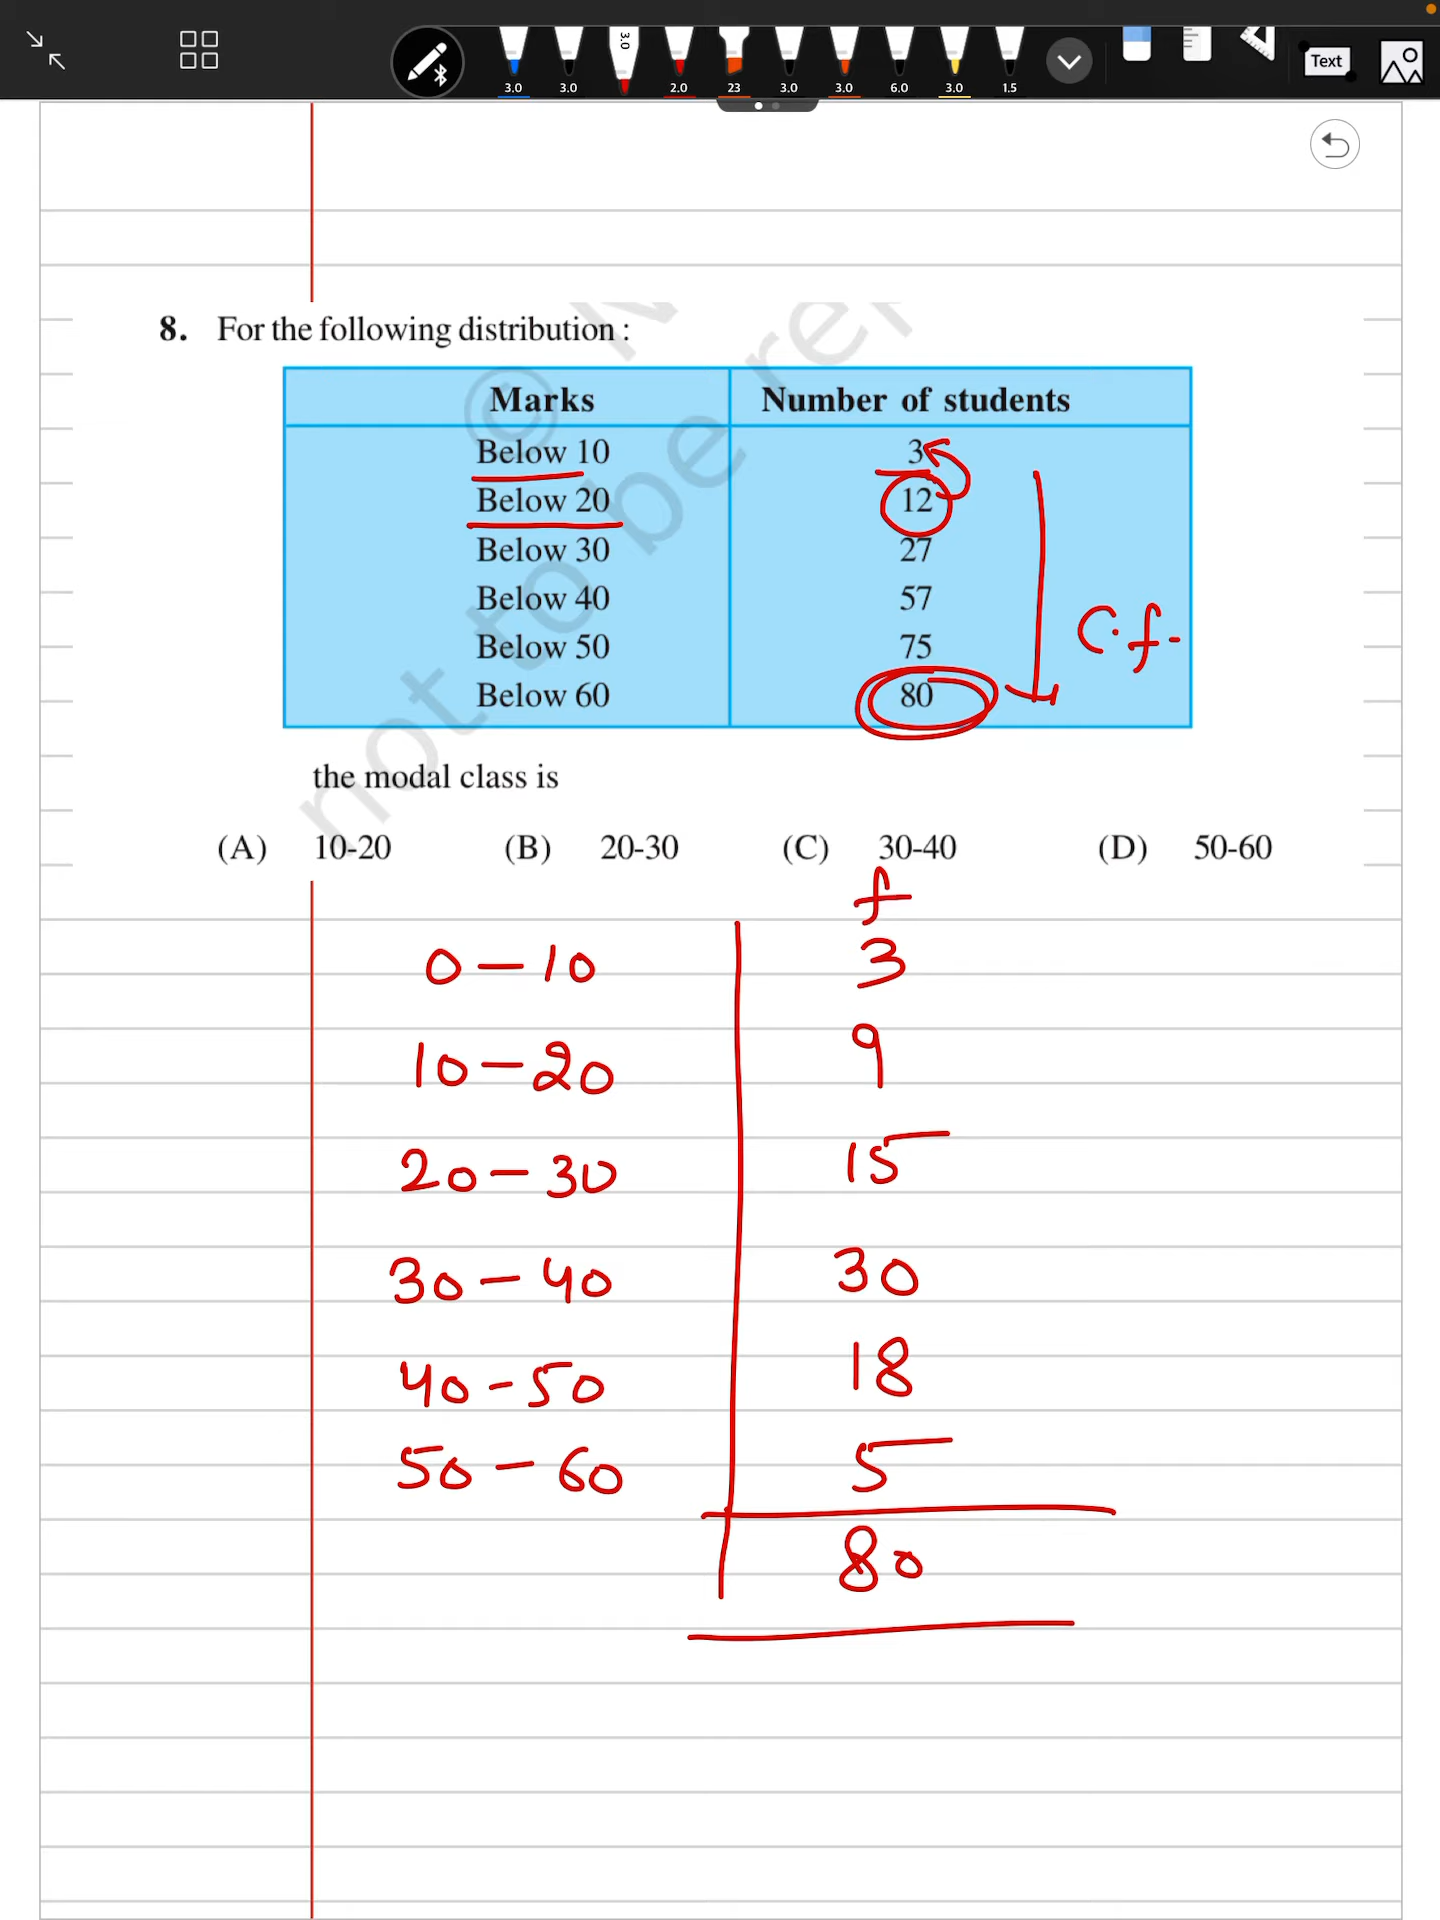 3.0 3.0 3.0 2.0 23 3.0 3.0 6.0 3.0 1.5 Text
8. For the following distribution :
Marks Number of students
Below 10 3
Below 20 12
Below 30 27
Below 40 57
Below 50 75
Below 60 80
C.f.
the modal class is
(A) 10-20 (B) 20-30 (C) 30-40 (D) 50-60
f
0 – 10 3
10 – 20 9
20 – 30 15
30 – 40 30
40 - 50 18
50 – 60 5
80
not to be rep